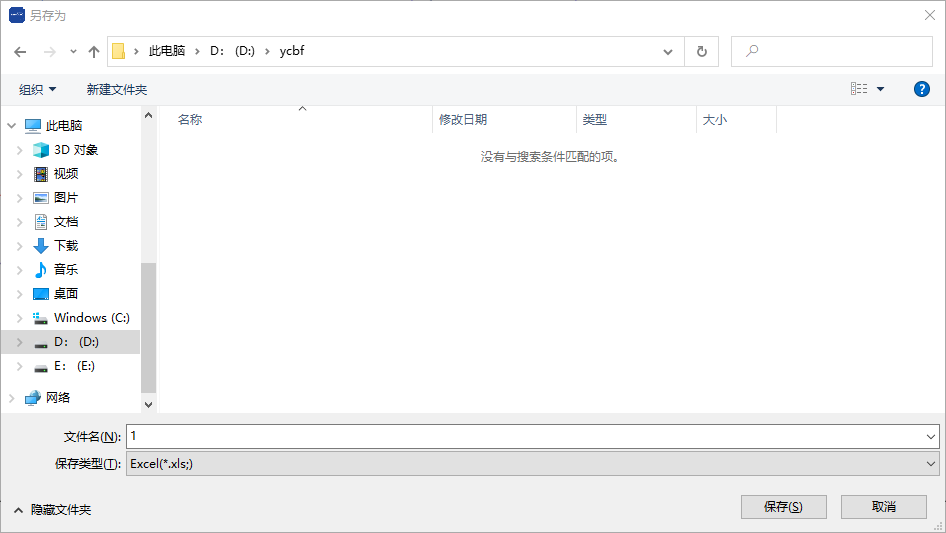 另存为
此电脑 D： (D:) ycbf
组织 新建文件夹
名称 修改日期 类型 大小
没有与搜索条件匹配的项。
此电脑
3D 对象
视频
图片
文档
下载
音乐
桌面
Windows (C:)
D： (D:)
E： (E:)
网络
文件名(N): 1
保存类型(T): Excel(*.xls;)
隐藏文件夹 保存(S) 取消